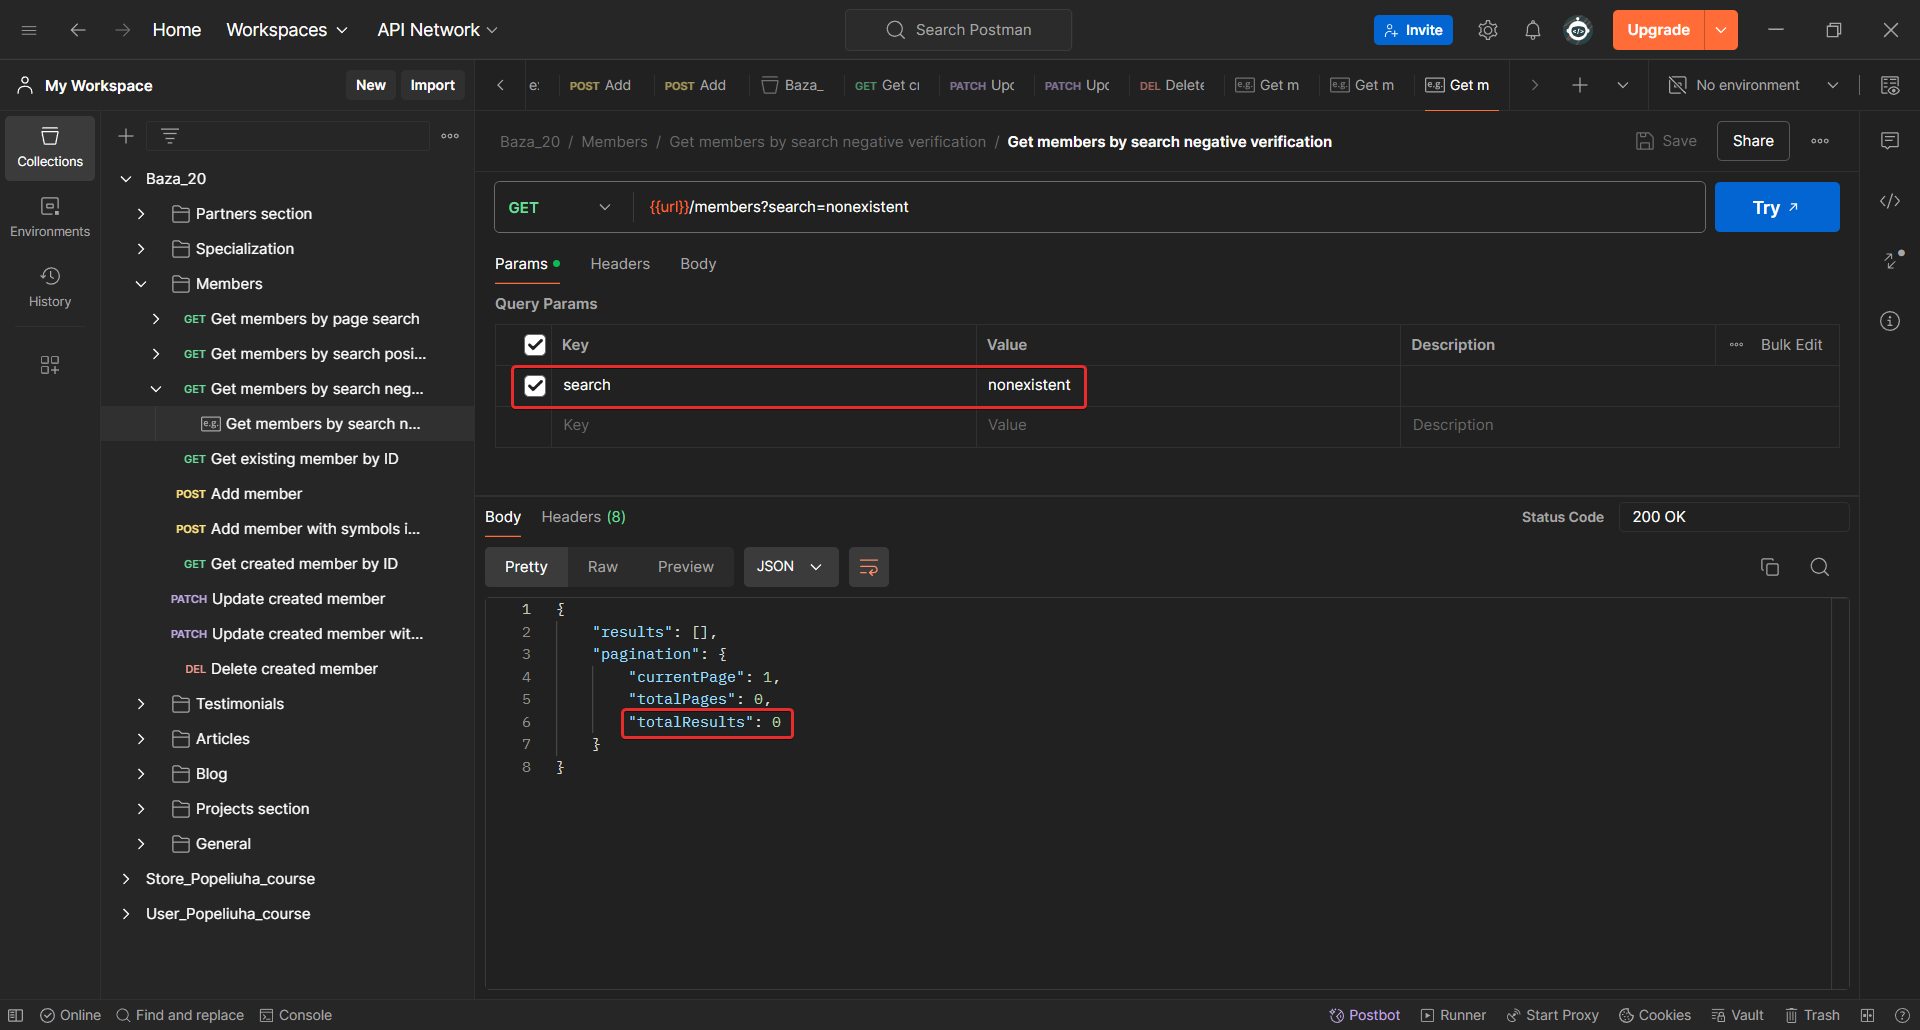 Home Workspaces API Network Search Postman Invite Upgrade
My Workspace New Import
e: POST Add POST Add Baza_ GET Get cr PATCH Upd PATCH Upd DEL Delete e.g. Get m e.g. Get m e.g. Get m No environment
Collections
Environments
History
Baza_20
Partners section
Specialization
Members
GET Get members by page search
GET Get members by search posi...
GET Get members by search neg...
e.g. Get members by search n...
GET Get existing member by ID
POST Add member
POST Add member with symbols i...
GET Get created member by ID
PATCH Update created member
PATCH Update created member wit...
DEL Delete created member
Testimonials
Articles
Blog
Projects section
General
Store_Popeliuha_course
User_Popeliuha_course
Baza_20 / Members / Get members by search negative verification / Get members by search negative verification Save Share
GET {{url}}/members?search=nonexistent Try
Params Headers Body
Query Params
Key Value Description Bulk Edit
search nonexistent
Key Value Description
Body Headers (8) Status Code 200 OK
Pretty Raw Preview JSON
1 {
2 "results": [],
3 "pagination": {
4 "currentPage": 1,
5 "totalPages": 0,
6 "totalResults": 0
7 }
8 }
Online Find and replace Console Postbot Runner Start Proxy Cookies Vault Trash